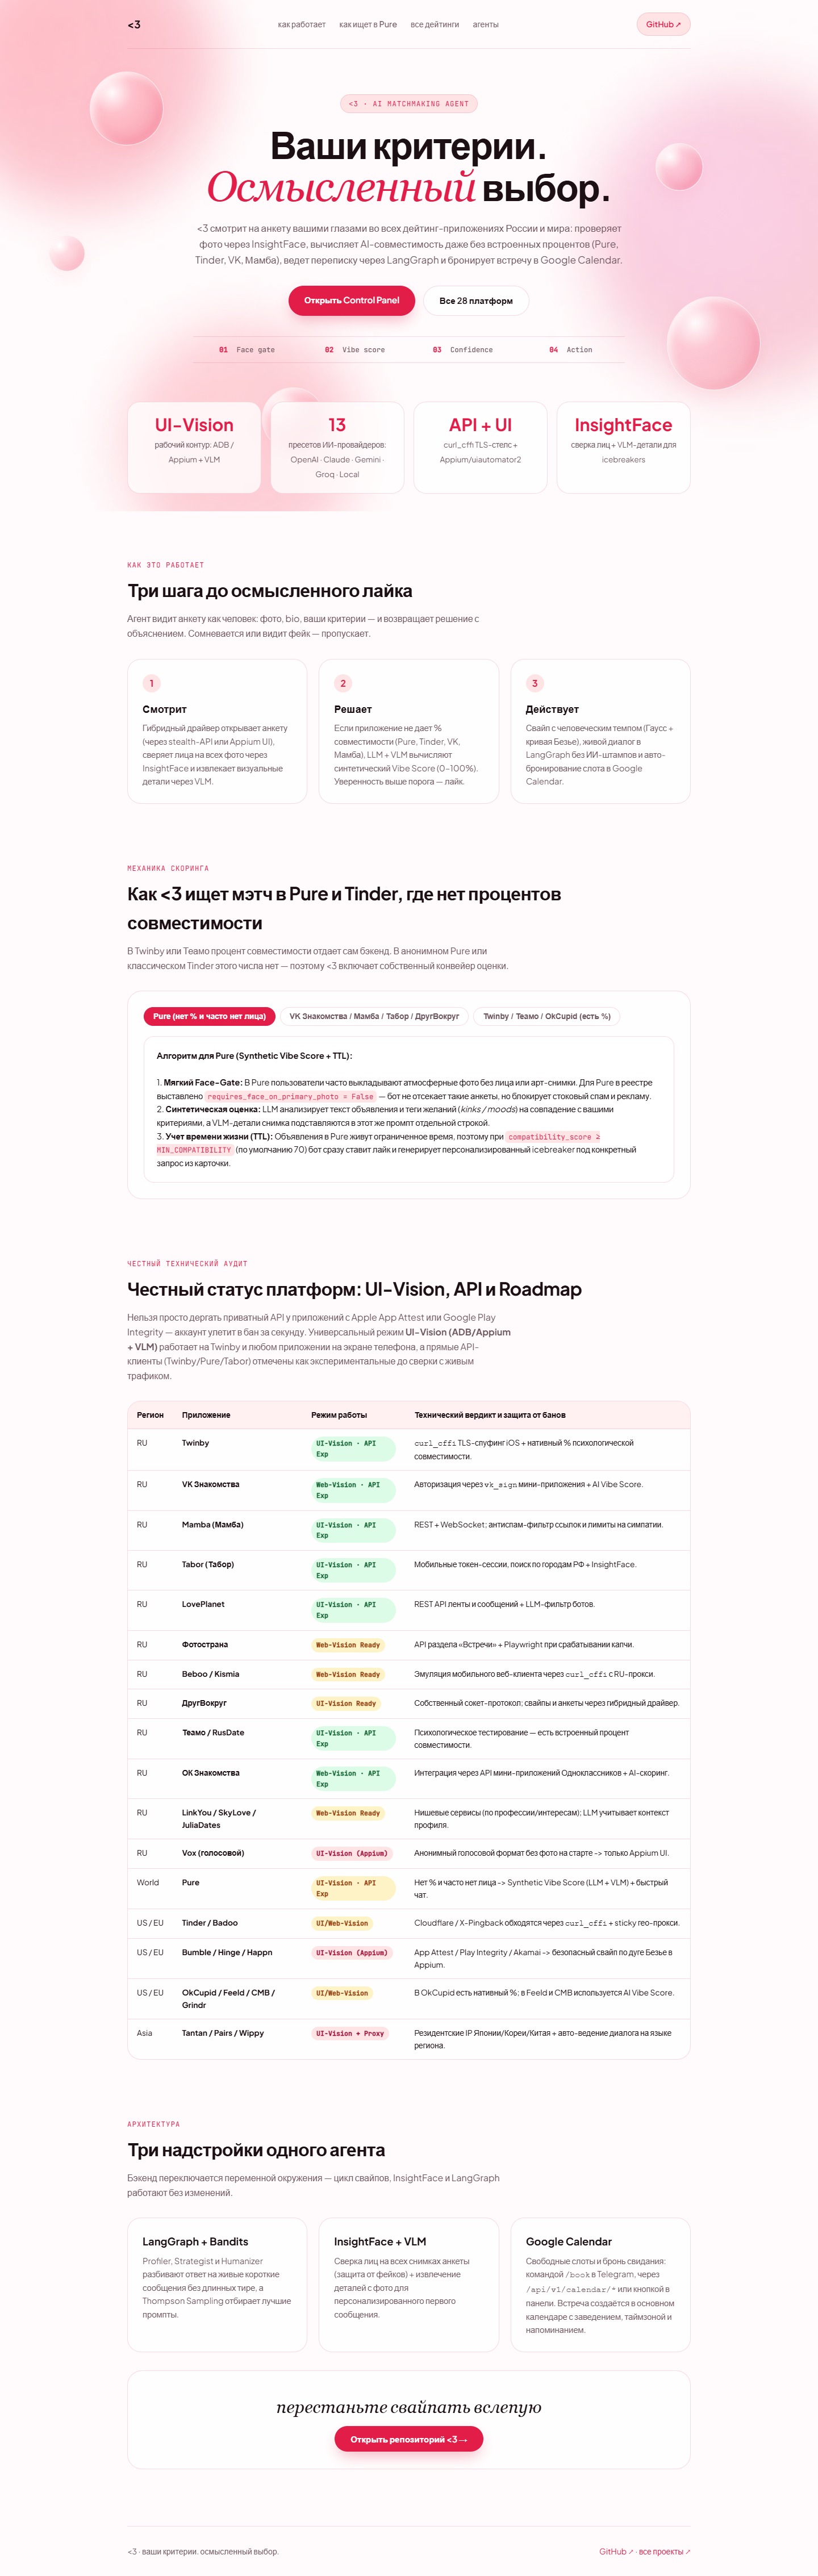 <3
как работает
как ищет в Pure
все дейтинги
агенты
GitHub ↗
<3 · AI MATCHMAKING AGENT
Ваши критерии.
Осмысленный выбор.
<3 смотрит на анкету вашими глазами во всех дейтинг-приложениях России и мира: проверяет
фото через InsightFace, вычисляет AI-совместимость даже без встроенных процентов (Pure,
Tinder, VK, Мамба), ведет переписку через LangGraph и бронирует встречу в Google Calendar.
Открыть Control Panel
Все 28 платформ
01 Face gate
02 Vibe score
03 Confidence
04 Action
UI-Vision
рабочий контур: ADB /
Appium + VLM
13
пресетов ИИ-провайдеров:
OpenAI · Claude · Gemini ·
Groq · Local
API + UI
curl_cffi TLS-стелс +
Appium/uiautomator2
InsightFace
сверка лиц + VLM-детали для
icebreakers
КАК ЭТО РАБОТАЕТ
Три шага до осмысленного лайка
Агент видит анкету как человек: фото, bio, ваши критерии — и возвращает решение с
объяснением. Сомневается или видит фейк — пропускает.
1
Смотрит
Гибридный драйвер открывает анкету
(через stealth-API или Appium UI),
сверяет лица на всех фото через
InsightFace и извлекает визуальные
детали через VLM.
2
Решает
Если приложение не дает %
совместимости (Pure, Tinder, VK,
Мамба), LLM + VLM вычисляют
синтетический Vibe Score (0–100%).
Уверенность выше порога — лайк.
3
Действует
Свайп с человеческим темпом (Гаусс +
кривая Безье), живой диалог в
LangGraph без ИИ-штампов и авто-
бронирование слота в Google
Calendar.
МЕХАНИКА СКОРИНГА
Как <3 ищет мэтч в Pure и Tinder, где нет процентов
совместимости
В Twinby или Теамо процент совместимости отдает сам бэкенд. В анонимном Pure или
классическом Tinder этого числа нет — поэтому <3 включает собственный конвейер оценки.
Pure (нет % и часто нет лица)
VK Знакомства / Мамба / Табор / ДругВокруг
Twinby / Теамо / OkCupid (есть %)
Алгоритм для Pure (Synthetic Vibe Score + TTL):
1. Мягкий Face-Gate: В Pure пользователи часто выкладывают атмосферные фото без лица или арт-снимки. Для Pure в реестре
выставлено requires_face_on_primary_photo = False — бот не отсекает такие анкеты, но блокирует стоковый спам и рекламу.
2. Синтетическая оценка: LLM анализирует текст объявления и теги желаний (kinks / moods) на совпадение с вашими
критериями, а VLM-детали снимка подставляются в этот же промпт отдельной строкой.
3. Учет времени жизни (TTL): Объявления в Pure живут ограниченное время, поэтому при compatibility_score ≥
MIN_COMPATIBILITY (по умолчанию 70) бот сразу ставит лайк и генерирует персонализированный icebreaker под конкретный
запрос из карточки.
ЧЕСТНЫЙ ТЕХНИЧЕСКИЙ АУДИТ
Честный статус платформ: UI-Vision, API и Roadmap
Нельзя просто дергать приватный API у приложений с Apple App Attest или Google Play
Integrity — аккаунт улетит в бан за секунду. Универсальный режим UI-Vision (ADB/Appium
+ VLM) работает на Twinby и любом приложении на экране телефона, а прямые API-
клиенты (Twinby/Pure/Tabor) отмечены как экспериментальные до сверки с живым
трафиком.
Регион Приложение Режим работы Технический вердикт и защита от банов
RU Twinby UI-Vision · API Exp curl_cffi TLS-спуфинг iOS + нативный % психологической
совместимости.
RU VK Знакомства Web-Vision · API Exp Авторизация через vk_sign мини-приложения + AI Vibe Score.
RU Mamba (Мамба) UI-Vision · API Exp REST + WebSocket; антиспам-фильтр ссылок и лимиты на симпатии.
RU Tabor (Табор) UI-Vision · API Exp Мобильные токен-сессии, поиск по городам РФ + InsightFace.
RU LovePlanet UI-Vision · API Exp REST API ленты и сообщений + LLM-фильтр ботов.
RU Фотострана Web-Vision Ready API раздела «Встречи» + Playwright при срабатывании капчи.
RU Beboo / Kismia Web-Vision Ready Эмуляция мобильного веб-клиента через curl_cffi с RU-прокси.
RU ДругВокруг UI-Vision Ready Собственный сокет-протокол; свайпы и анкеты через гибридный драйвер.
RU Теамо / RusDate UI-Vision · API Exp Психологическое тестирование — есть встроенный процент
совместимости.
RU ОК Знакомства Web-Vision · API Exp Интеграция через API мини-приложений Одноклассников + AI-скоринг.
RU LinkYou / SkyLove / JuliaDates Web-Vision Ready Нишевые сервисы (по профессии/интересам); LLM учитывает контекст
профиля.
RU Vox (голосовой) UI-Vision (Appium) Анонимный голосовой формат без фото на старте -> только Appium UI.
World Pure UI-Vision · API Exp Нет % и часто нет лица -> Synthetic Vibe Score (LLM + VLM) + быстрый
чат.
US / EU Tinder / Badoo UI/Web-Vision Cloudflare / X-Pingback обходятся через curl_cffi + sticky гео-прокси.
US / EU Bumble / Hinge / Happn UI-Vision (Appium) App Attest / Play Integrity / Akamai -> безопасный свайп по дуге Безье в
Appium.
US / EU OkCupid / Feeld / CMB / Grindr UI/Web-Vision В OkCupid есть нативный %; в Feeld и CMB используется AI Vibe Score.
Asia Tantan / Pairs / Wippy UI-Vision + Proxy Резидентские IP Японии/Кореи/Китая + авто-ведение диалога на языке
региона.
АРХИТЕКТУРА
Три надстройки одного агента
Бэкенд переключается переменной окружения — цикл свайпов, InsightFace и LangGraph
работают без изменений.
LangGraph + Bandits
Profiler, Strategist и Humanizer
разбивают ответ на живые короткие
сообщения без длинных тире, а
Thompson Sampling отбирает лучшие
промпты.
InsightFace + VLM
Сверка лиц на всех снимках анкеты
(защита от фейков) + извлечение
деталей с фото для
персонализированного первого
сообщения.
Google Calendar
Свободные слоты и бронь свидания:
командой /book в Telegram, через
/api/v1/calendar/* или кнопкой в
панели. Встреча создаётся в основном
календаре с заведением, таймзоной и
напоминанием.
перестаньте свайпать вслепую
Открыть репозиторий <3 →
<3 · ваши критерии. осмысленный выбор.
GitHub ↗ · все проекты ↗